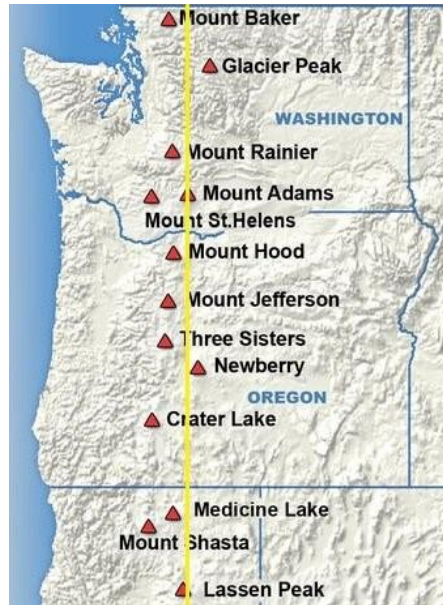 Mount Baker
Glacier Peak
WASHINGTON
Mount Rainier
Mount Adams
Mount St.Helens
Mount Hood
Mount Jefferson
Three Sisters
Newberry
OREGON
Crater Lake
Medicine Lake
Mount Shasta
Lassen Peak